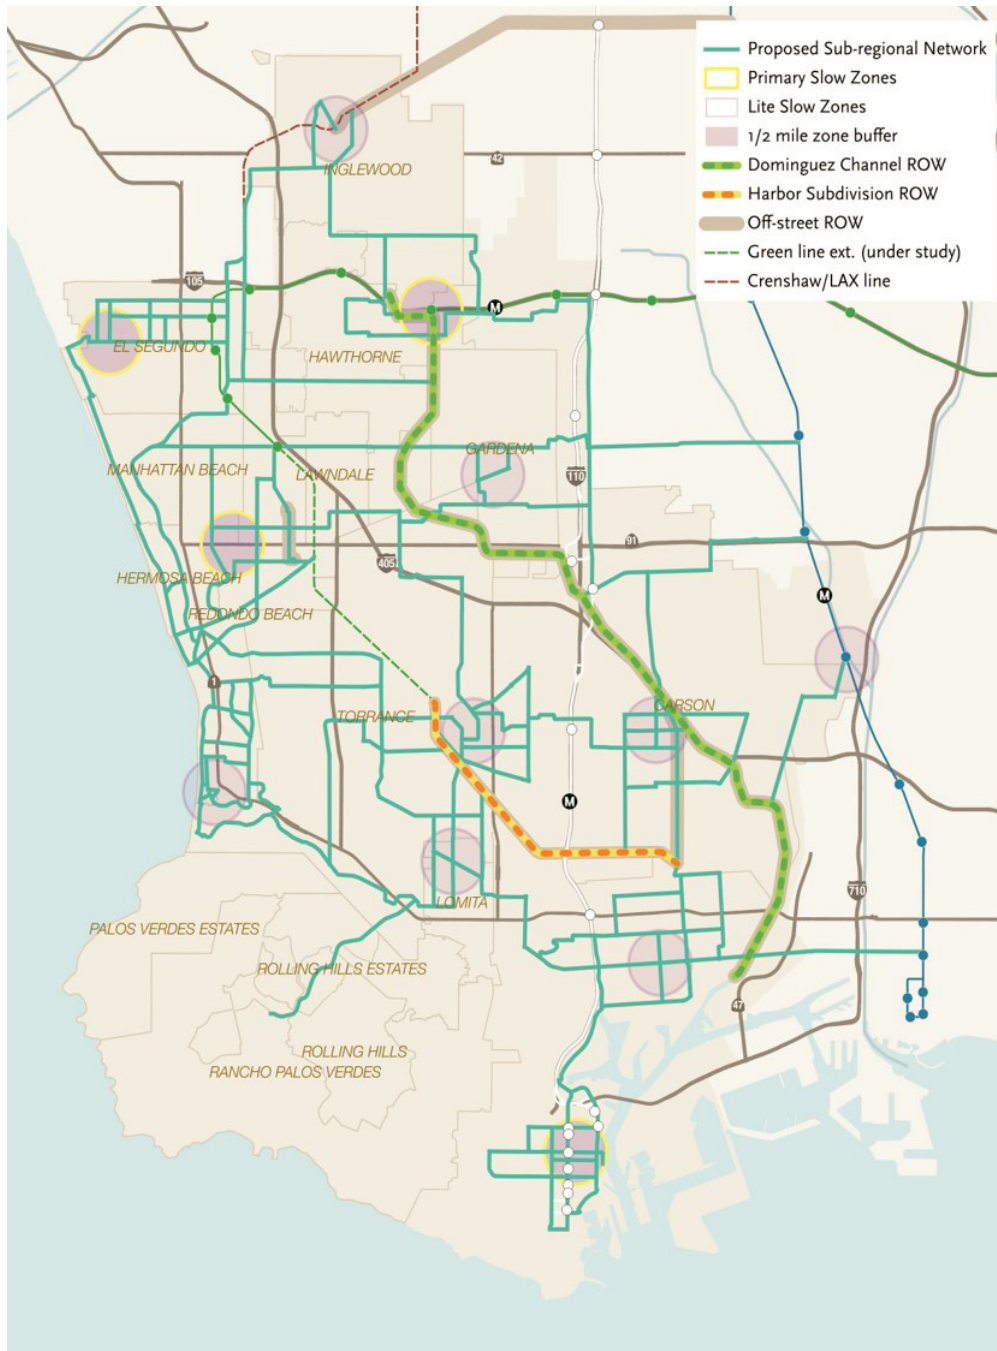 Proposed Sub-regional Network
Primary Slow Zones
Lite Slow Zones
1/2 mile zone buffer
Dominguez Channel ROW
Harbor Subdivision ROW
Off-street ROW
Green line ext. (under study)
Crenshaw/LAX line
42
INGLEWOOD
105
M
EL SEGUNDO
HAWTHORNE
GARDENA
MANHATTAN BEACH
LAWNDALE
110
91
405
HERMOSA BEACH
M
REDONDO BEACH
1
CARSON
TORRANCE
M
710
LOMITA
PALOS VERDES ESTATES
ROLLING HILLS ESTATES
47
ROLLING HILLS
RANCHO PALOS VERDES